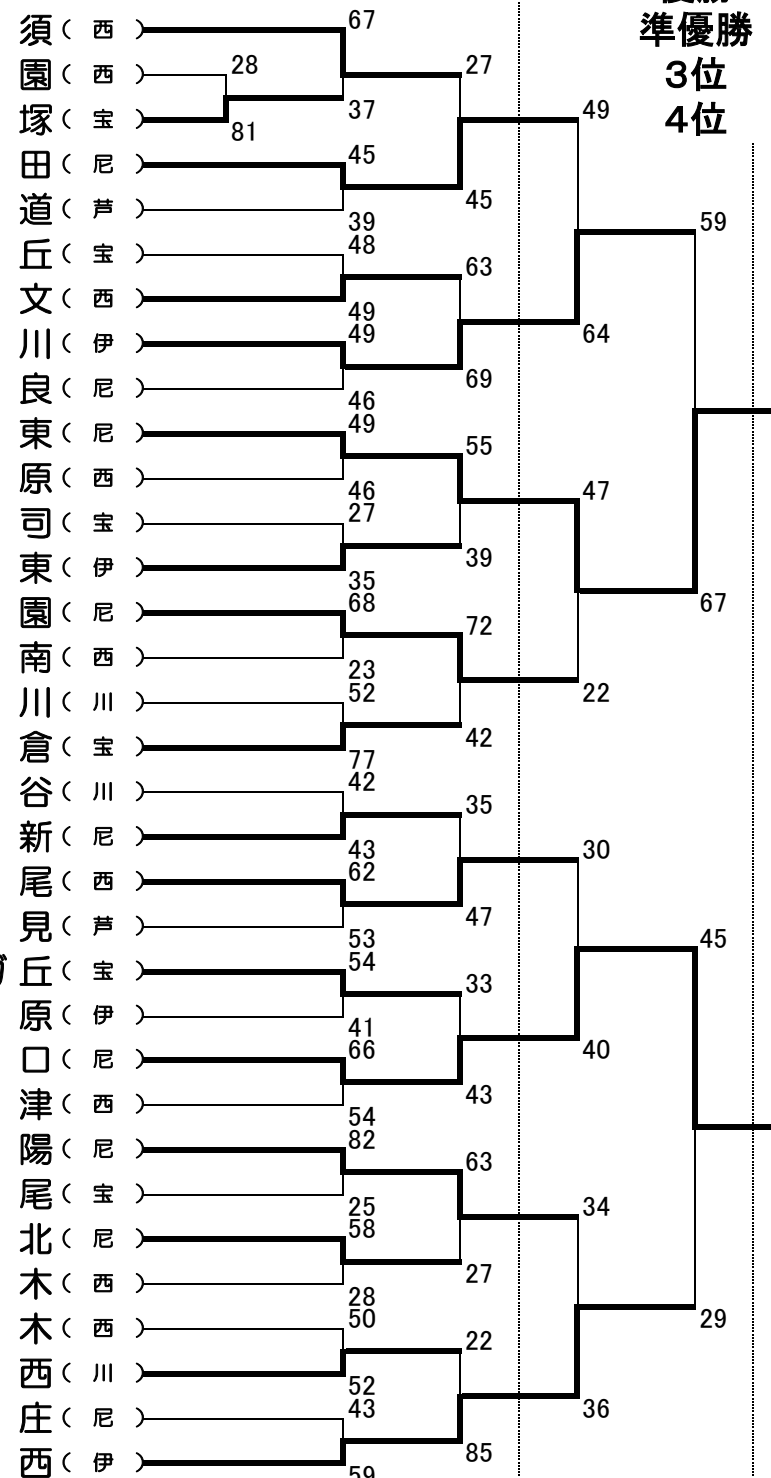 準優勝
3位
4位
須（ 西 ）
園（ 西 ）
塚（ 宝 ）
田（ 尼 ）
道（ 芦 ）
丘（ 宝 ）
文（ 西 ）
川（ 伊 ）
良（ 尼 ）
東（ 尼 ）
原（ 西 ）
司（ 宝 ）
東（ 伊 ）
園（ 尼 ）
南（ 西 ）
川（ 川 ）
倉（ 宝 ）
谷（ 川 ）
新（ 尼 ）
尾（ 西 ）
見（ 芦 ）
丘（ 宝 ）
原（ 伊 ）
口（ 尼 ）
津（ 西 ）
陽（ 尼 ）
尾（ 宝 ）
北（ 尼 ）
木（ 西 ）
木（ 西 ）
西（ 川 ）
庄（ 尼 ）
西（ 伊 ）
28
81
67
37
45
39
48
49
49
46
49
46
27
35
68
23
52
77
42
43
62
53
54
41
66
54
82
25
58
28
50
52
43
59
27
45
63
69
55
39
72
42
35
47
33
43
63
27
22
85
49
64
47
22
30
40
34
36
59
67
45
29